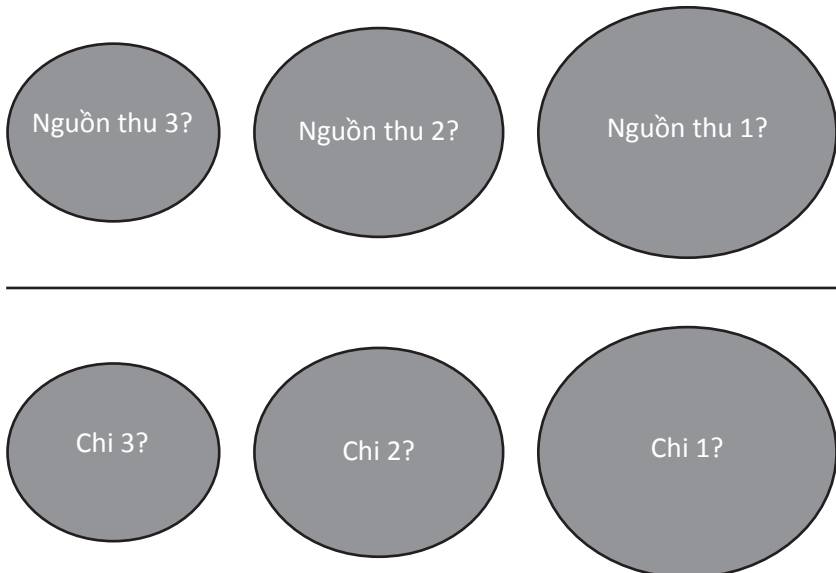 Nguồn thu 3?
Nguồn thu 2?
Nguồn thu 1?
Chi 3?
Chi 2?
Chi 1?